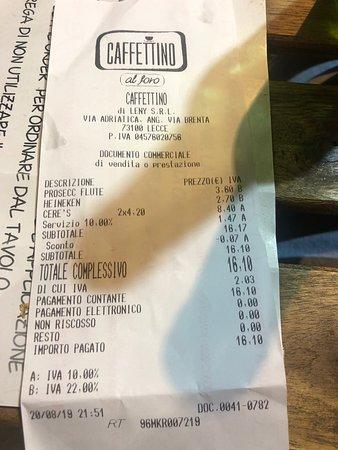 CAFFETTINO
al foro
CAFFETTINO
di LENY S.R.L.
VIA ADRIATICA, ANG. VIA BRENTA
73100 LECCE
P.IVA 04576020756
DOCUMENTO COMMERCIALE
di vendita o prestazione
DESCRIZIONE PREZZO(€) IVA
PROSECC FLUTE 3.60 B
HEINEKEN 2.70 B
CERE'S 2x4.20 8.40 A
Servizio 10.00% 1.47 A
SUBTOTALE 16.17
Sconto -0.07 A
SUBTOTALE 16.10
TOTALE COMPLESSIVO 16.10
DI CUI IVA 2.03
PAGAMENTO CONTANTE 16.10
PAGAMENTO ELETTRONICO 0.00
NON RISCOSSO 0.00
RESTO 0.00
IMPORTO PAGATO 16.10
A: IVA 10.00%
B: IVA 22.00%
20/08/19 21:51 DOC.0041-0782
RT 96MKR007219
REGA DI NON UTILIZZARE "
ORDER PER ORDINARE DAL TAVOLO